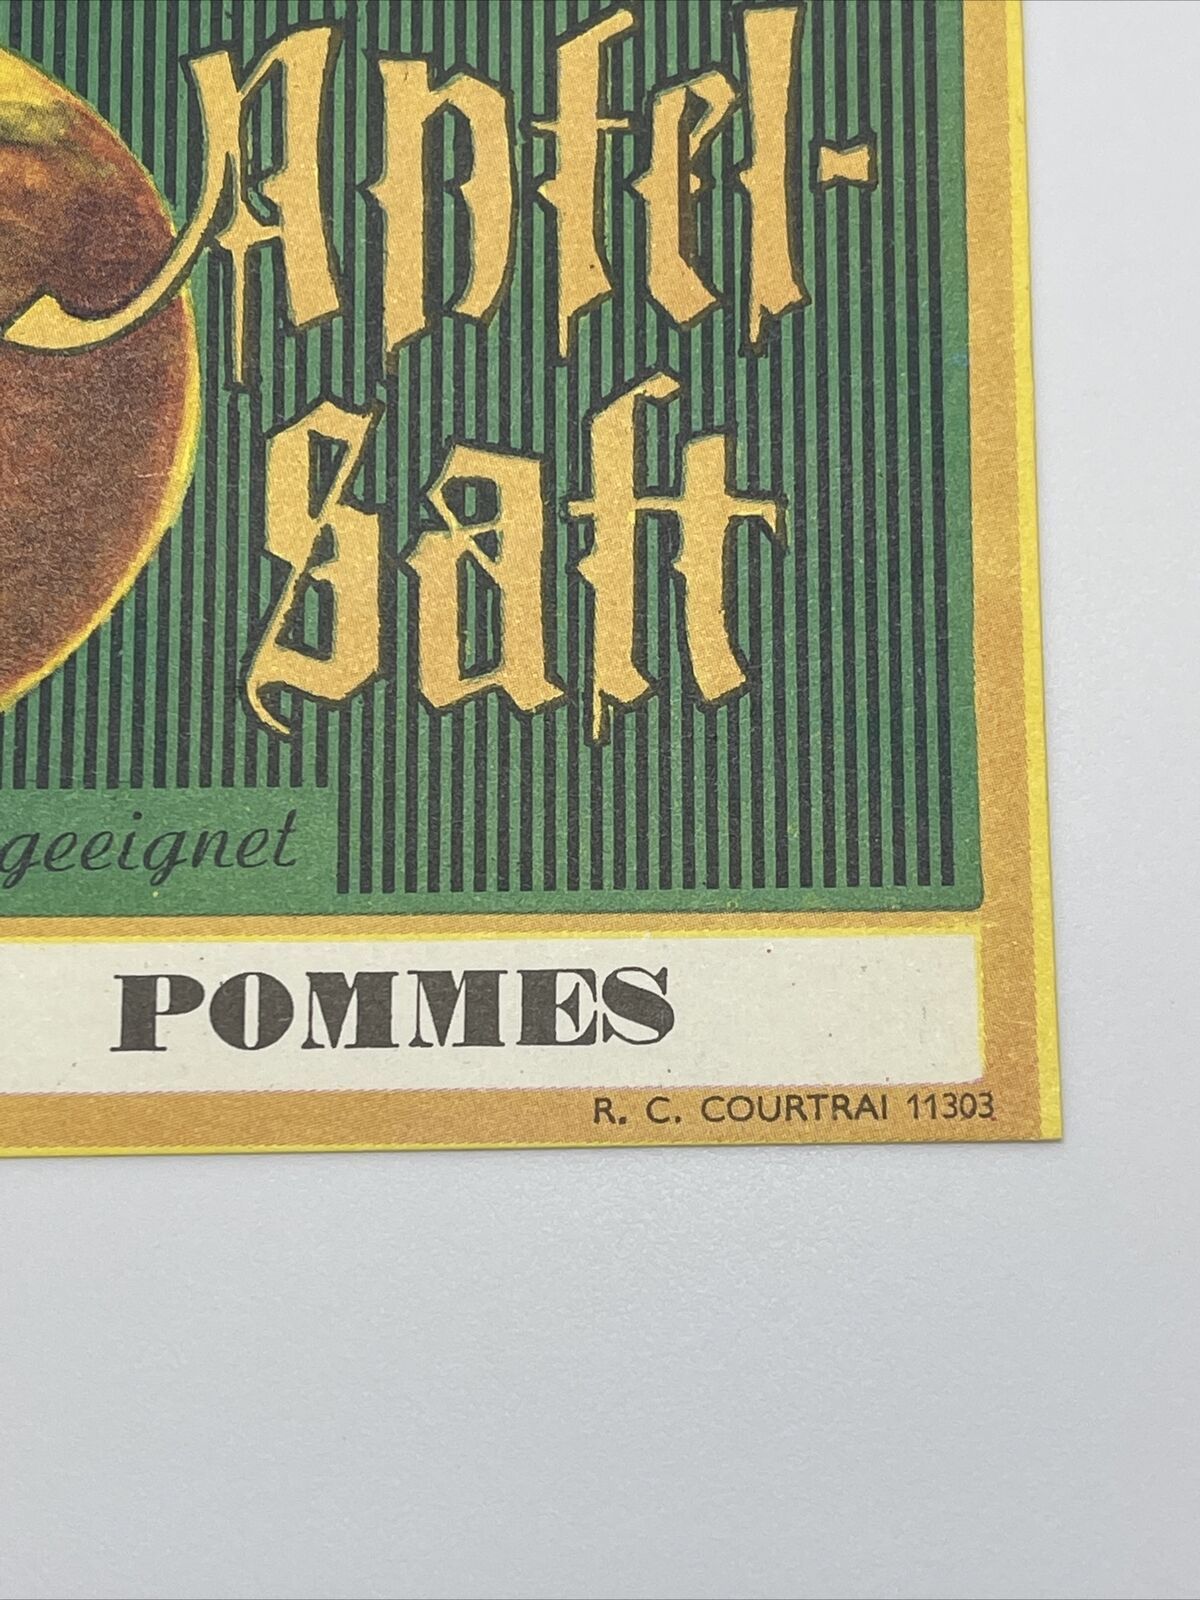 Apfel-
Saft
geeignet
POMMES
R. C. COURTRAI 11303